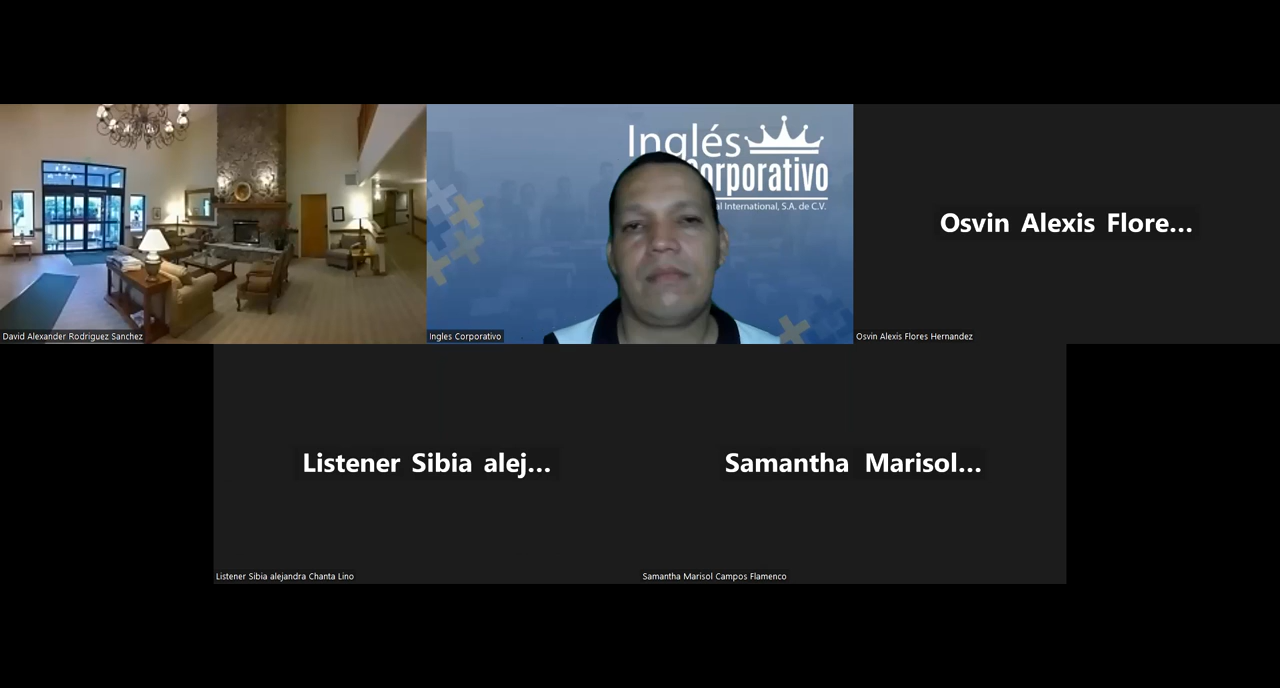 Inglés
orporativo
al International, S.A. de C.V.
David Alexander Rodriguez Sanchez
Ingles Corporativo
Osvin Alexis Flore...
Osvin Alexis Flores Hernandez
Listener Sibia alej...
Samantha Marisol...
Listener Sibia alejandra Chanta Lino
Samantha Marisol Campos Flamenco